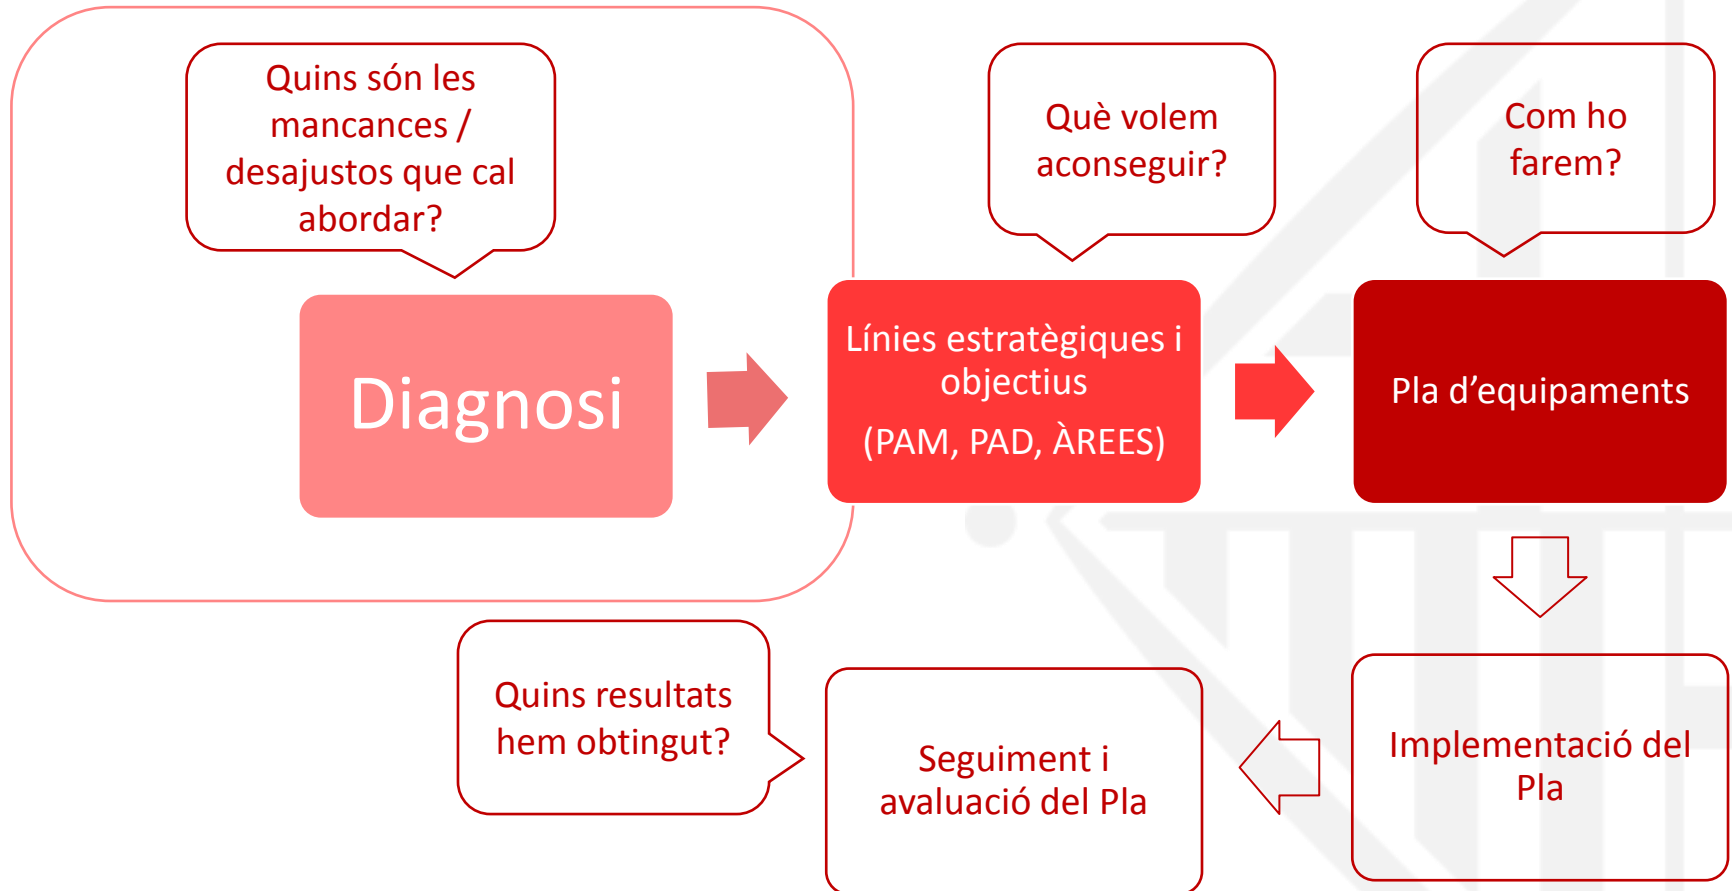 Quins són les
mancances /
desajustos que cal
abordar?
Què volem
aconseguir?
Com ho
farem?
Diagnosi
Línies estratègiques i
objectius
(PAM, PAD, ÀREES)
Pla d’equipaments
Quins resultats
hem obtingut?
Seguiment i
avaluació del Pla
Implementació del
Pla